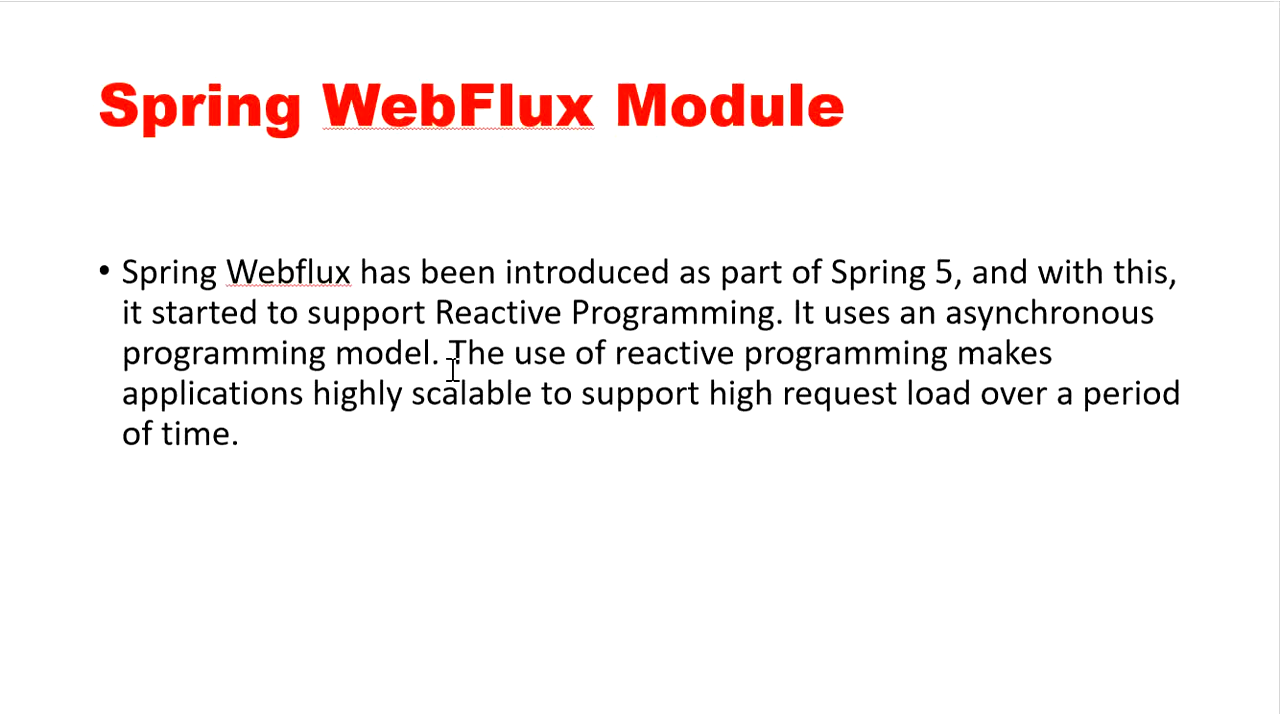 Spring WebFlux Module
• Spring Webflux has been introduced as part of Spring 5, and with this,
it started to support Reactive Programming. It uses an asynchronous
programming model. The use of reactive programming makes
applications highly scalable to support high request load over a period
of time.